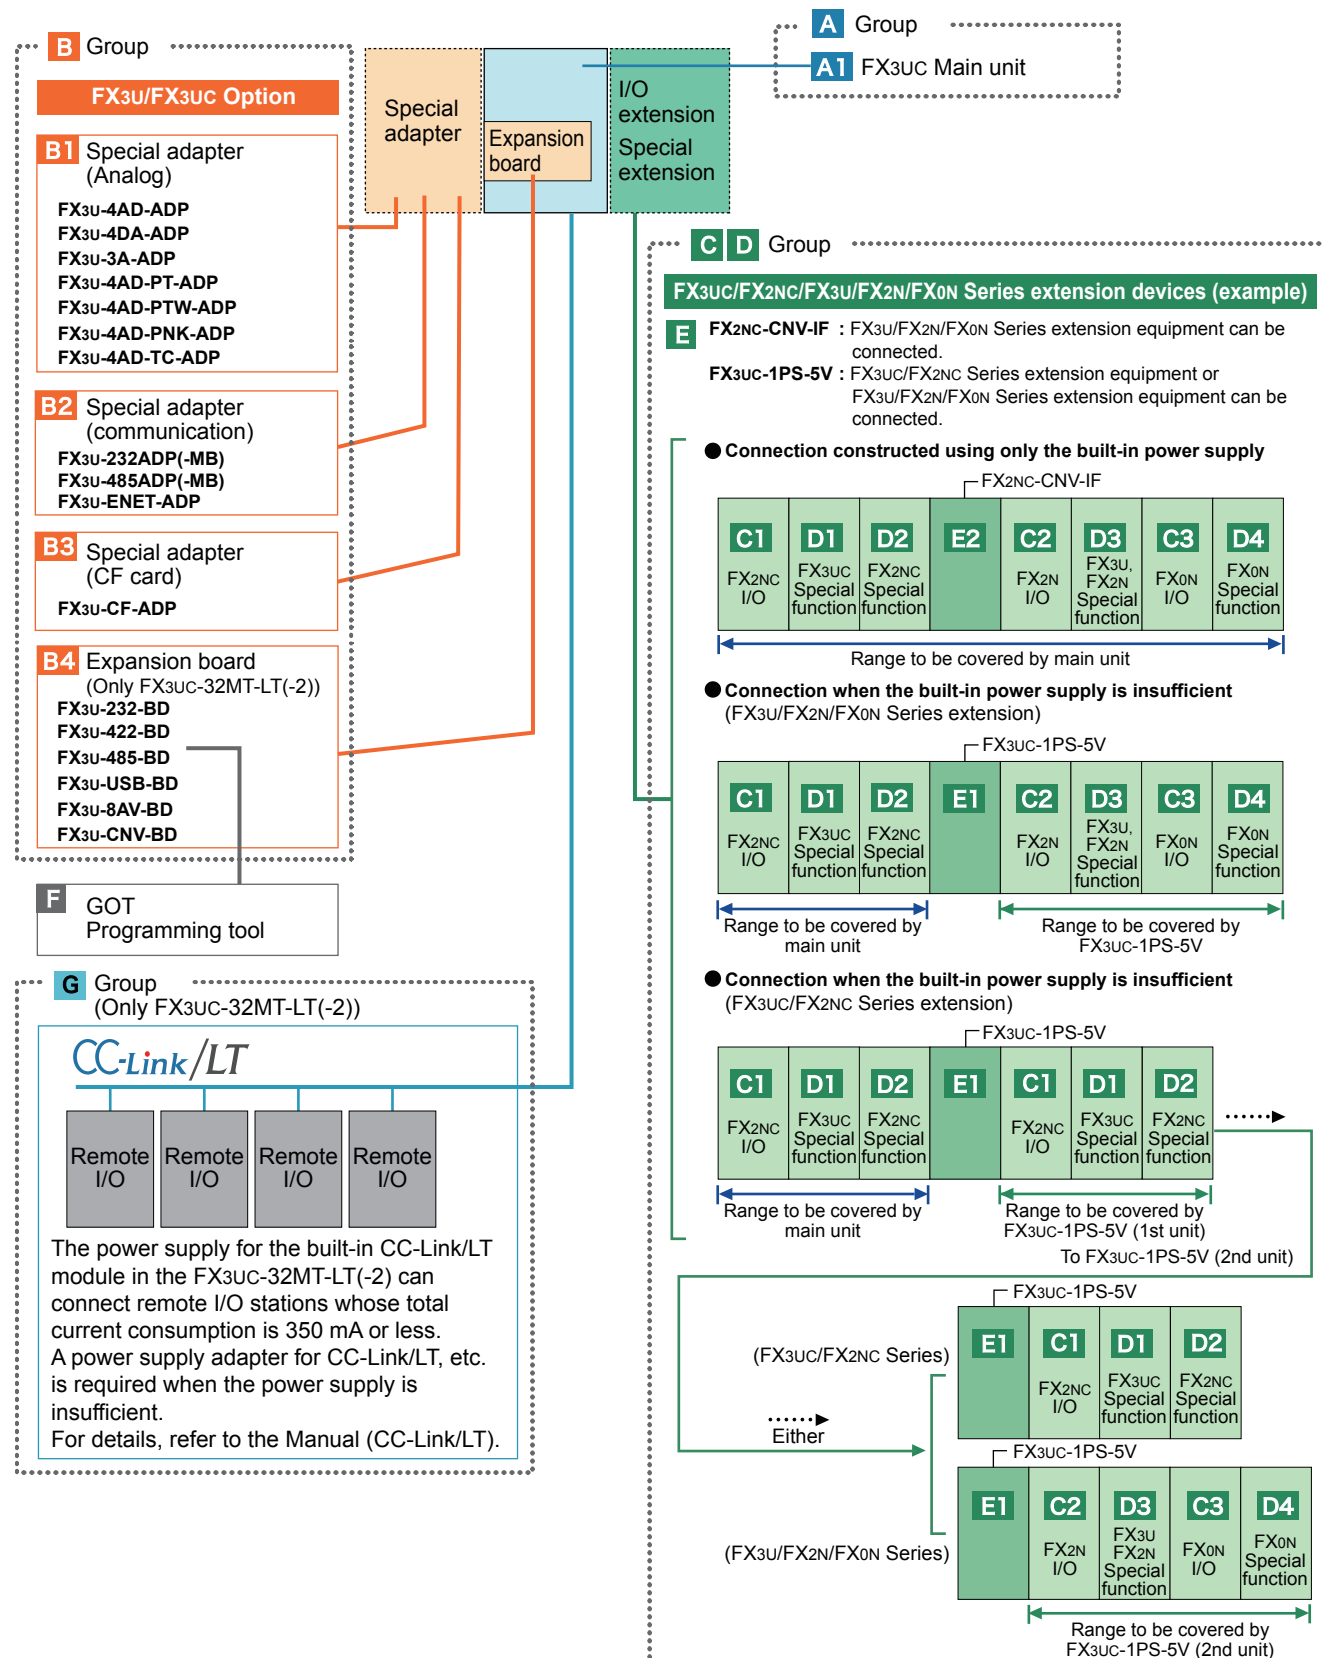 A Group
A1 FX3UC Main unit
B Group
FX3U/FX3UC Option
B1 Special adapter
(Analog)
FX3U-4AD-ADP
FX3U-4DA-ADP
FX3U-3A-ADP
FX3U-4AD-PT-ADP
FX3U-4AD-PTW-ADP
FX3U-4AD-PNK-ADP
FX3U-4AD-TC-ADP
B2 Special adapter
(communication)
FX3U-232ADP(-MB)
FX3U-485ADP(-MB)
FX3U-ENET-ADP
B3 Special adapter
(CF card)
FX3U-CF-ADP
B4 Expansion board
(Only FX3UC-32MT-LT(-2))
FX3U-232-BD
FX3U-422-BD
FX3U-485-BD
FX3U-USB-BD
FX3U-8AV-BD
FX3U-CNV-BD
F GOT
Programming tool
Special
adapter
Expansion
board
I/O
extension
Special
extension
G Group
(Only FX3UC-32MT-LT(-2))
CC-Link/LT
Remote
I/O
Remote
I/O
Remote
I/O
Remote
I/O
The power supply for the built-in CC-Link/LT
module in the FX3UC-32MT-LT(-2) can
connect remote I/O stations whose total
current consumption is 350 mA or less.
A power supply adapter for CC-Link/LT, etc.
is required when the power supply is
insufficient.
For details, refer to the Manual (CC-Link/LT).
C D Group
FX3UC/FX2NC/FX3U/FX2N/FX0N Series extension devices (example)
E FX2NC-CNV-IF : FX3U/FX2N/FX0N Series extension equipment can be
connected.
FX3UC-1PS-5V : FX3UC/FX2NC Series extension equipment or
FX3U/FX2N/FX0N Series extension equipment can be
connected.
● Connection constructed using only the built-in power supply
FX2NC-CNV-IF
C1
FX2NC
I/O
D1
FX3UC
Special
function
D2
FX2NC
Special
function
E2
C2
FX2N
I/O
D3
FX3U,
FX2N
Special
function
C3
FX0N
I/O
D4
FX0N
Special
function
Range to be covered by main unit
● Connection when the built-in power supply is insufficient
(FX3U/FX2N/FX0N Series extension)
FX3UC-1PS-5V
C1
FX2NC
I/O
D1
FX3UC
Special
function
D2
FX2NC
Special
function
E1
C2
FX2N
I/O
D3
FX3U,
FX2N
Special
function
C3
FX0N
I/O
D4
FX0N
Special
function
Range to be covered by
main unit
Range to be covered by
FX3UC-1PS-5V
● Connection when the built-in power supply is insufficient
(FX3UC/FX2NC Series extension)
FX3UC-1PS-5V
C1
FX2NC
I/O
D1
FX3UC
Special
function
D2
FX2NC
Special
function
E1
C1
FX2NC
I/O
D1
FX3UC
Special
function
D2
FX2NC
Special
function
Range to be covered by
main unit
Range to be covered by
FX3UC-1PS-5V (1st unit)
To FX3UC-1PS-5V (2nd unit)
FX3UC-1PS-5V
(FX3UC/FX2NC Series)
E1
C1
FX2NC
I/O
D1
FX3UC
Special
function
D2
FX2NC
Special
function
Either
FX3UC-1PS-5V
(FX3U/FX2N/FX0N Series)
E1
C2
FX2N
I/O
D3
FX3U
FX2N
Special
function
C3
FX0N
I/O
D4
FX0N
Special
function
Range to be covered by
FX3UC-1PS-5V (2nd unit)